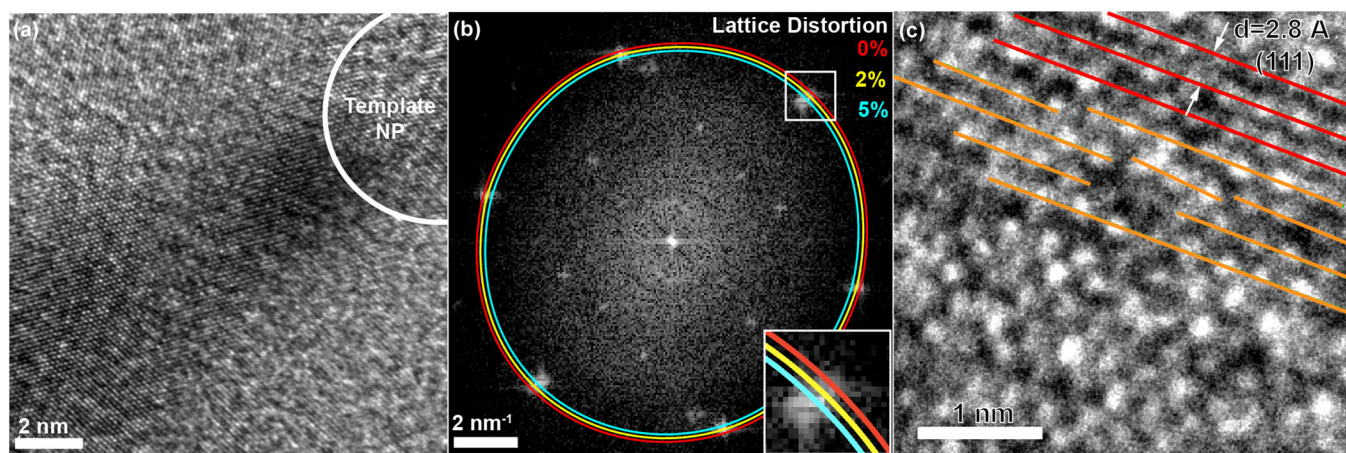 (a)
Template
NP
2 nm
(b)
Lattice Distortion
0%
2%
5%
2 nm⁻¹
(c)
d=2.8 A
(111)
1 nm